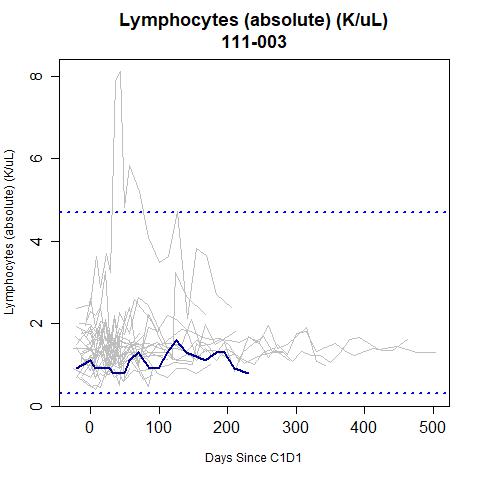 Lymphocytes (absolute) (K/uL)
111-003
Lymphocytes (absolute) (K/uL)
8
6
4
2
0
0 100 200 300 400 500
Days Since C1D1